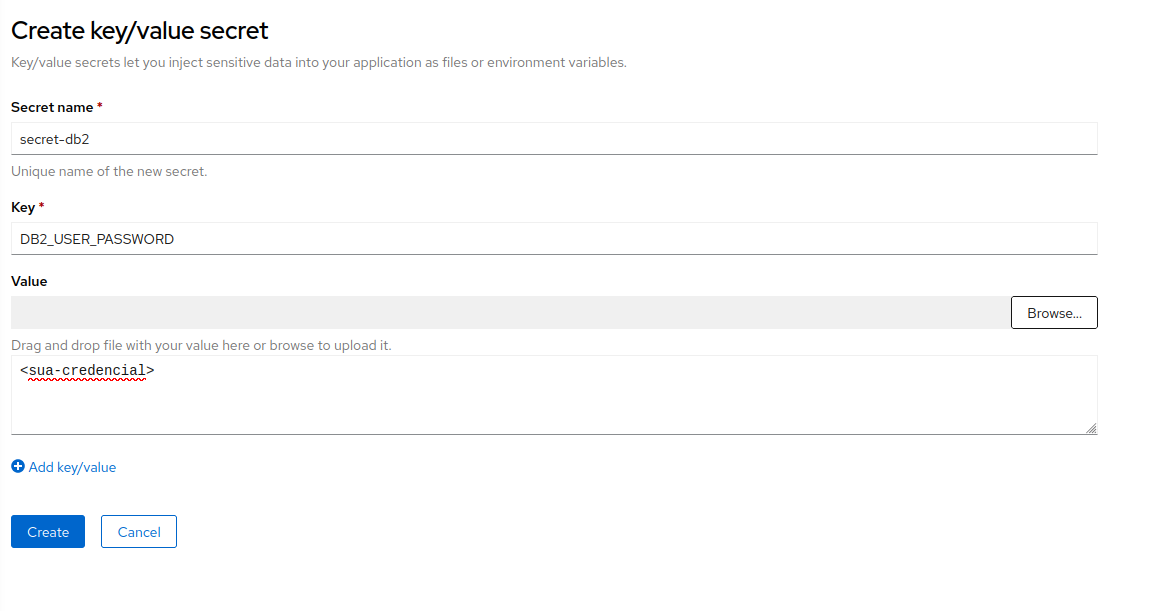 Create key/value secret
Key/value secrets let you inject sensitive data into your application as files or environment variables.
Secret name *
secret-db2
Unique name of the new secret.
Key *
DB2_USER_PASSWORD
Value
Browse...
Drag and drop file with your value here or browse to upload it.
<sua-credencial>
Add key/value
Create Cancel